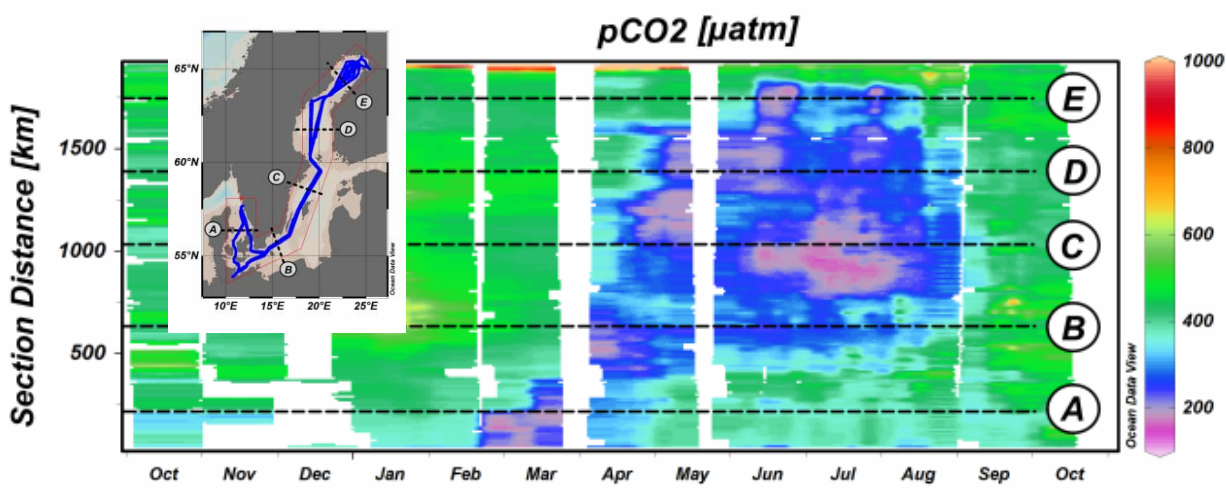 pCO2 [µatm]
Section Distance [km]
1500
1000
500
65°N
60°N
55°N
10°E 15°E 20°E 25°E
A
B
C
D
E
Ocean Data View
E
D
C
B
A
Oct Nov Dec Jan Feb Mar Apr May Jun Jul Aug Sep Oct
Ocean Data View
1000
800
600
400
200